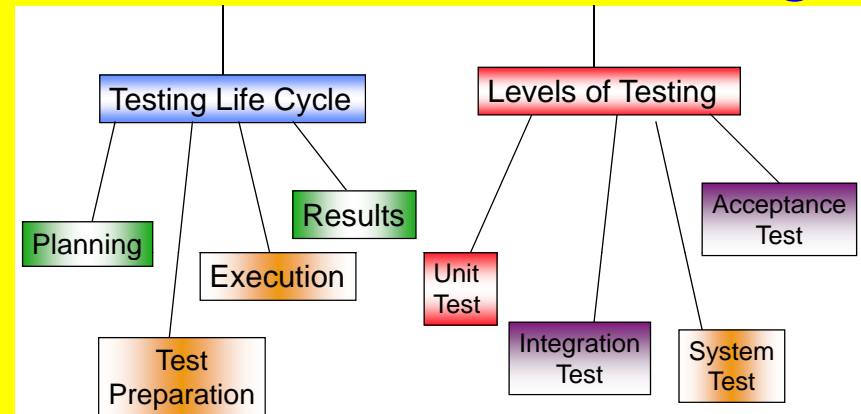 Testing Life Cycle
Levels of Testing
Planning
Test
Preparation
Execution
Results
Unit
Test
Integration
Test
System
Test
Acceptance
Test